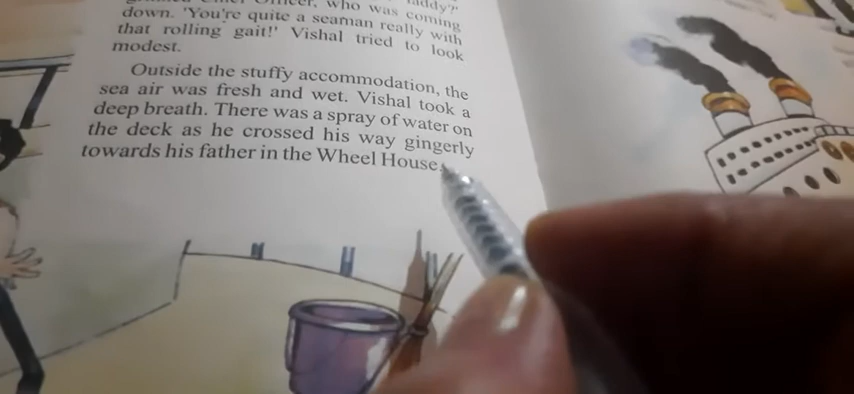 Officer, who was coming
down. 'You're quite a seaman really with
that rolling gait!' Vishal tried to look
modest.
Outside the stuffy accommodation, the
sea air was fresh and wet. Vishal took a
deep breath. There was a spray of water on
the deck as he crossed his way gingerly
towards his father in the Wheel House.